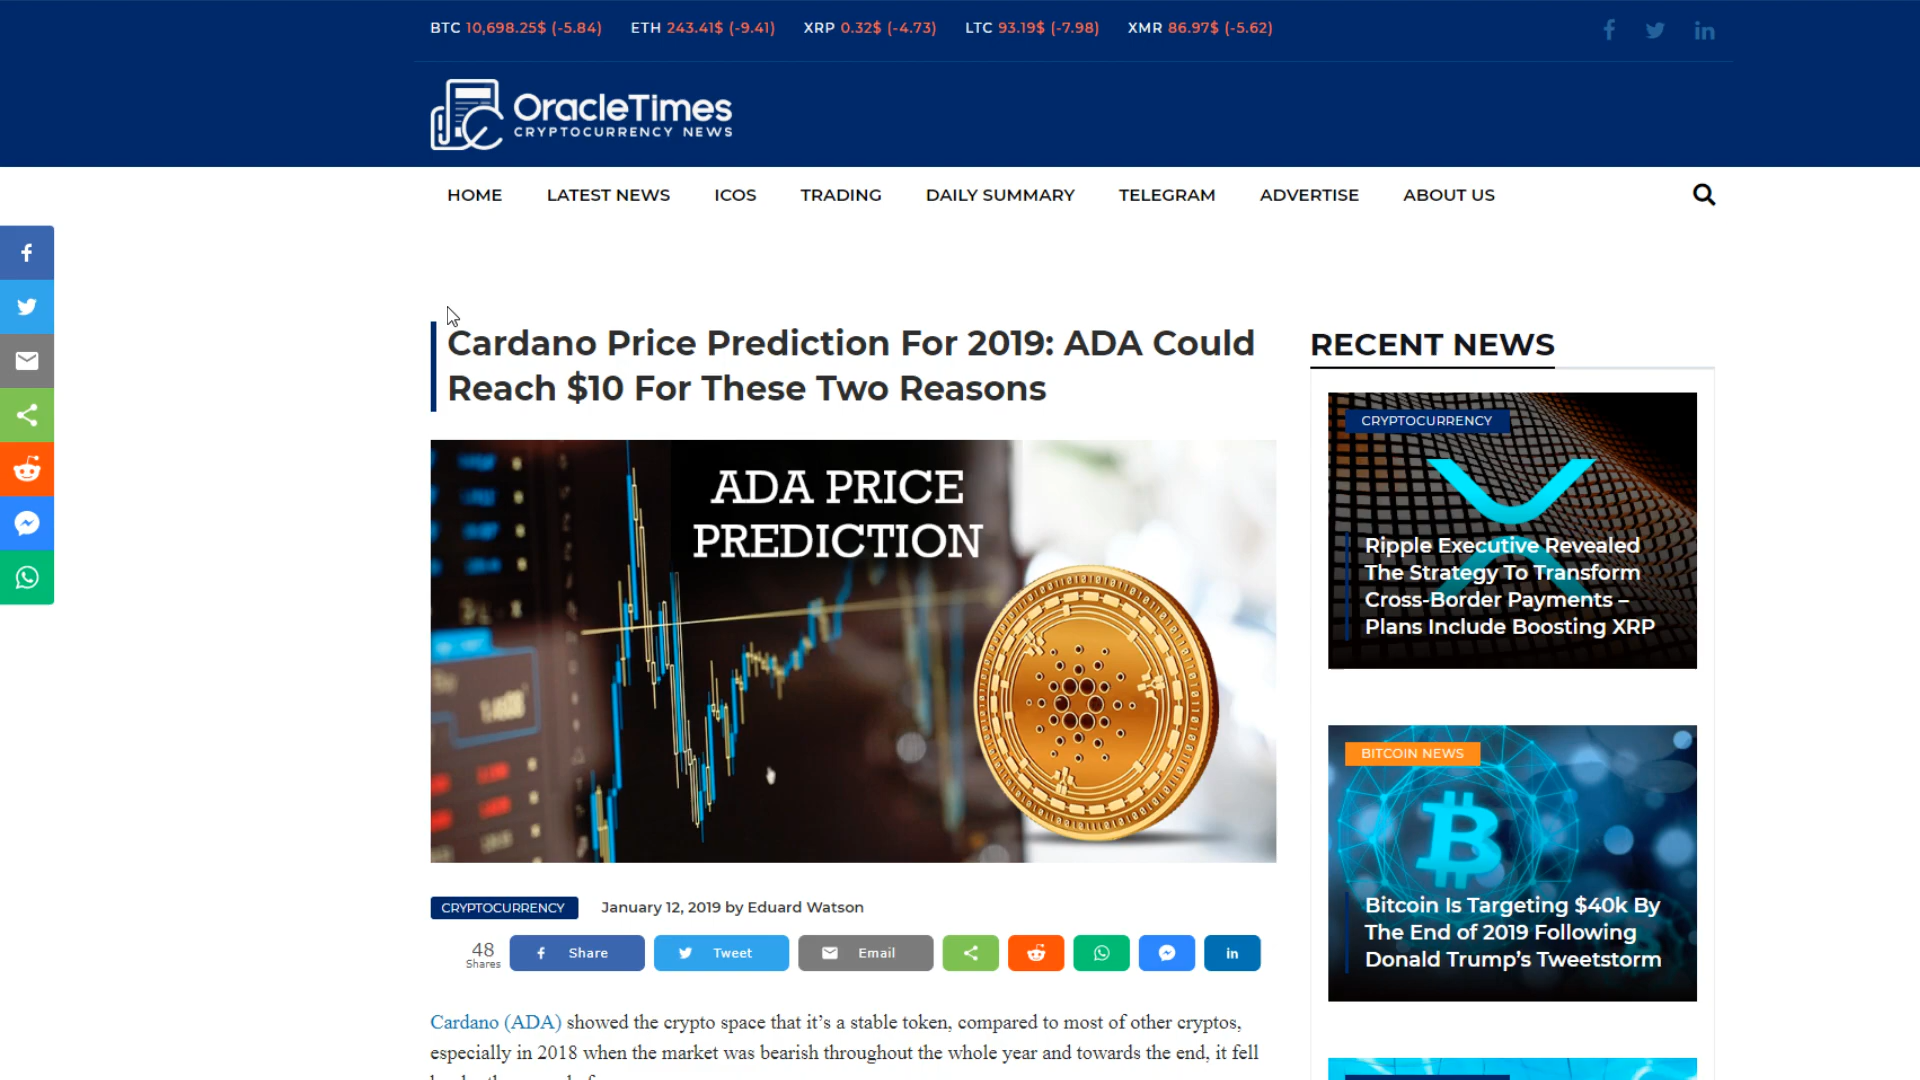 BTC 10,698.25$ (-5.84) ETH 243.41$ (-9.41) XRP 0.32$ (-4.73) LTC 93.19$ (-7.98) XMR 86.97$ (-5.62)
OracleTimes
CRYPTOCURRENCY NEWS
HOME LATEST NEWS ICOS TRADING DAILY SUMMARY TELEGRAM ADVERTISE ABOUT US
Cardano Price Prediction For 2019: ADA Could
Reach $10 For These Two Reasons
ADA PRICE
PREDICTION
CRYPTOCURRENCY January 12, 2019 by Eduard Watson
48
Shares
Share Tweet Email
Cardano (ADA) showed the crypto space that it’s a stable token, compared to most of other cryptos,
especially in 2018 when the market was bearish throughout the whole year and towards the end, it fell
RECENT NEWS
CRYPTOCURRENCY
Ripple Executive Revealed
The Strategy To Transform
Cross-Border Payments –
Plans Include Boosting XRP
BITCOIN NEWS
Bitcoin Is Targeting $40k By
The End of 2019 Following
Donald Trump’s Tweetstorm